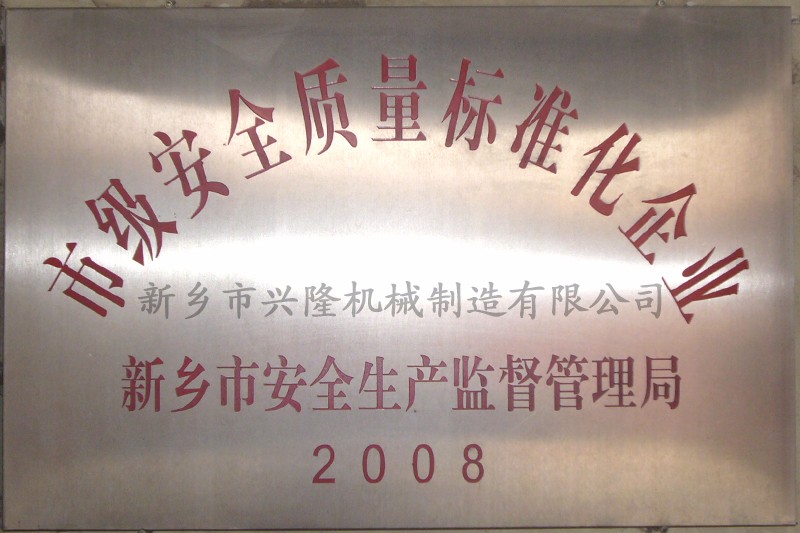 市级安全质量标准化企业
新乡市兴隆机械制造有限公司
新乡市安全生产监督管理局
2008